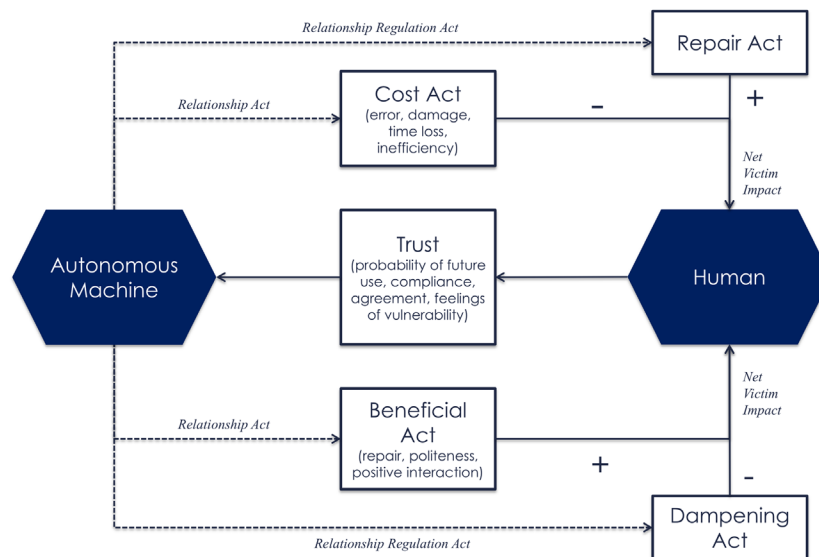 Relationship Regulation Act
Repair Act
Relationship Act
Cost Act
(error, damage,
time loss,
inefficiency)
-
+
Net
Victim
Impact
Autonomous
Machine
Trust
(probability of future
use, compliance,
agreement, feelings
of vulnerability)
Human
Net
Victim
Impact
Relationship Act
Beneficial
Act
(repair, politeness,
positive interaction)
+
-
Relationship Regulation Act
Dampening
Act